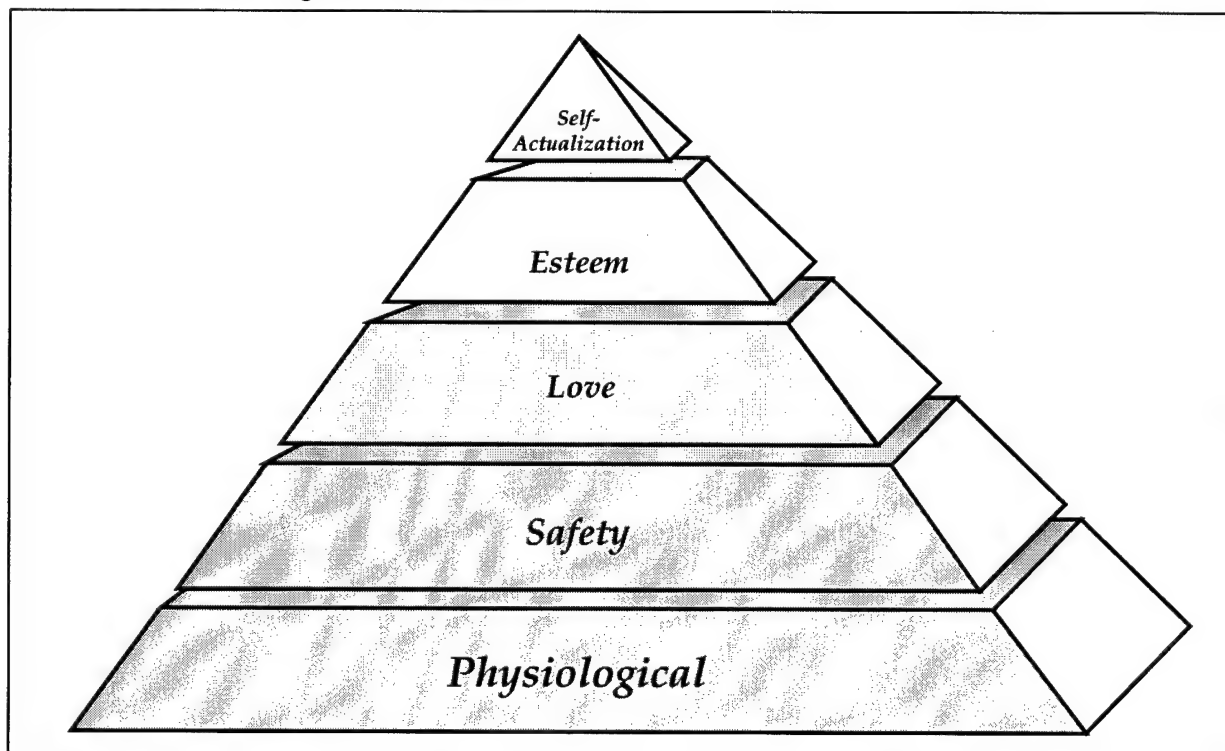 Self-
Actualization
Esteem
Love
Safety
Physiological